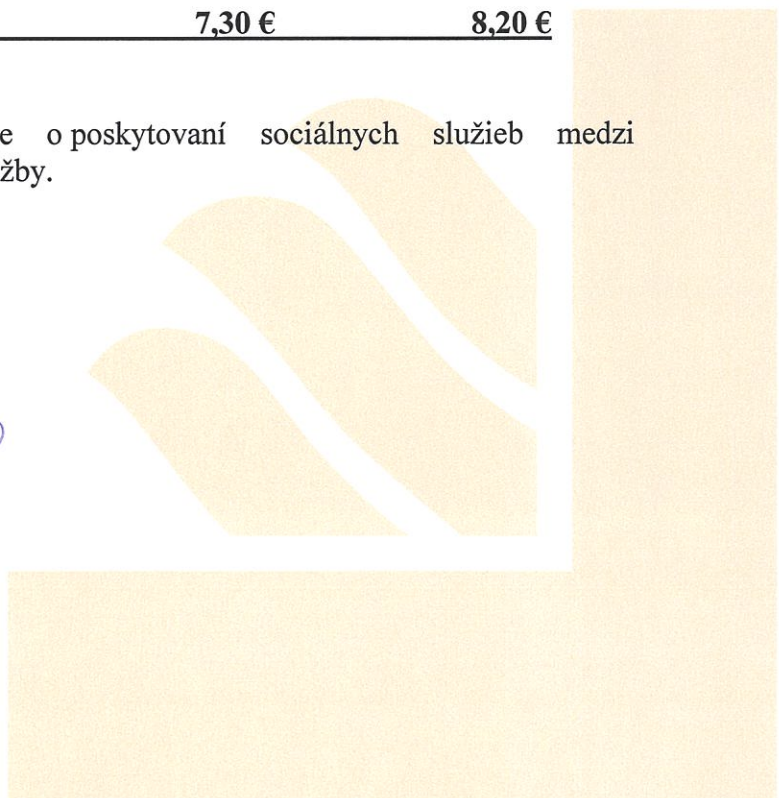 7,30 € 8,20 €
e o poskytovaní sociálnych služieb medzi
žby.